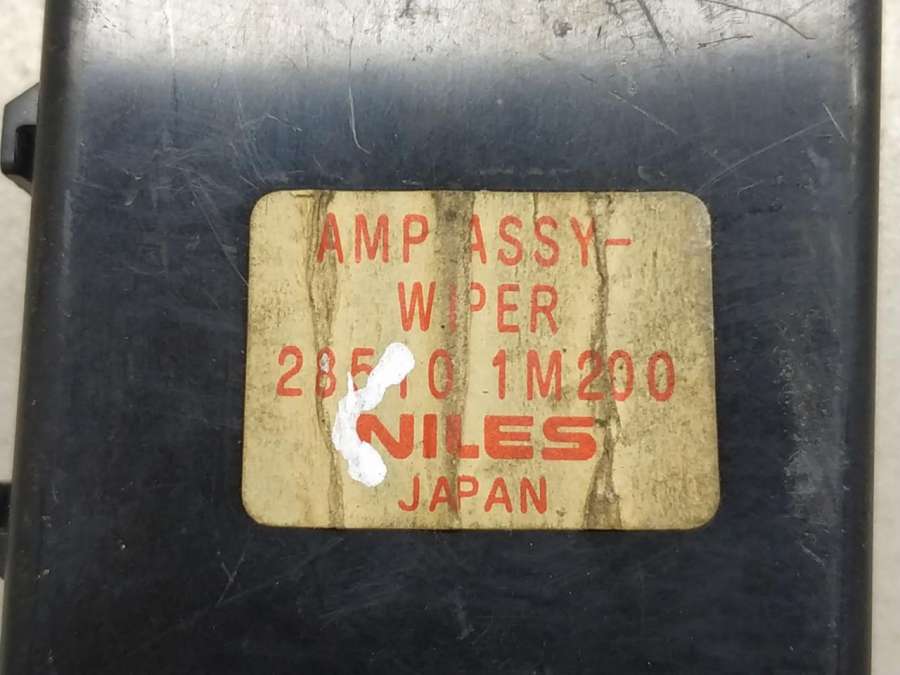 AMP ASSY-
WIPER
28510 1M200
NILES
JAPAN